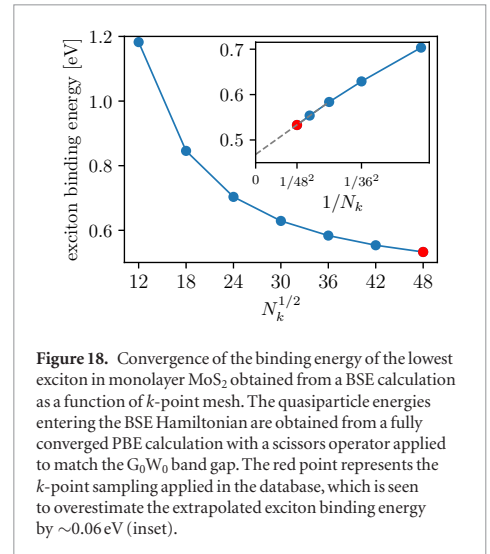 exciton binding energy [eV]
1.2
1.0
0.8
0.6
12 18 24 30 36 42 48
N_k^{1/2}
0.7
0.6
0.5
0 1/48² 1/36²
1/N_k
Figure 18. Convergence of the binding energy of the lowest
exciton in monolayer MoS₂ obtained from a BSE calculation
as a function of k-point mesh. The quasiparticle energies
entering the BSE Hamiltonian are obtained from a fully
converged PBE calculation with a scissors operator applied
to match the G₀W₀ band gap. The red point represents the
k-point sampling applied in the database, which is seen
to overestimate the extrapolated exciton binding energy
by ∼0.06 eV (inset).